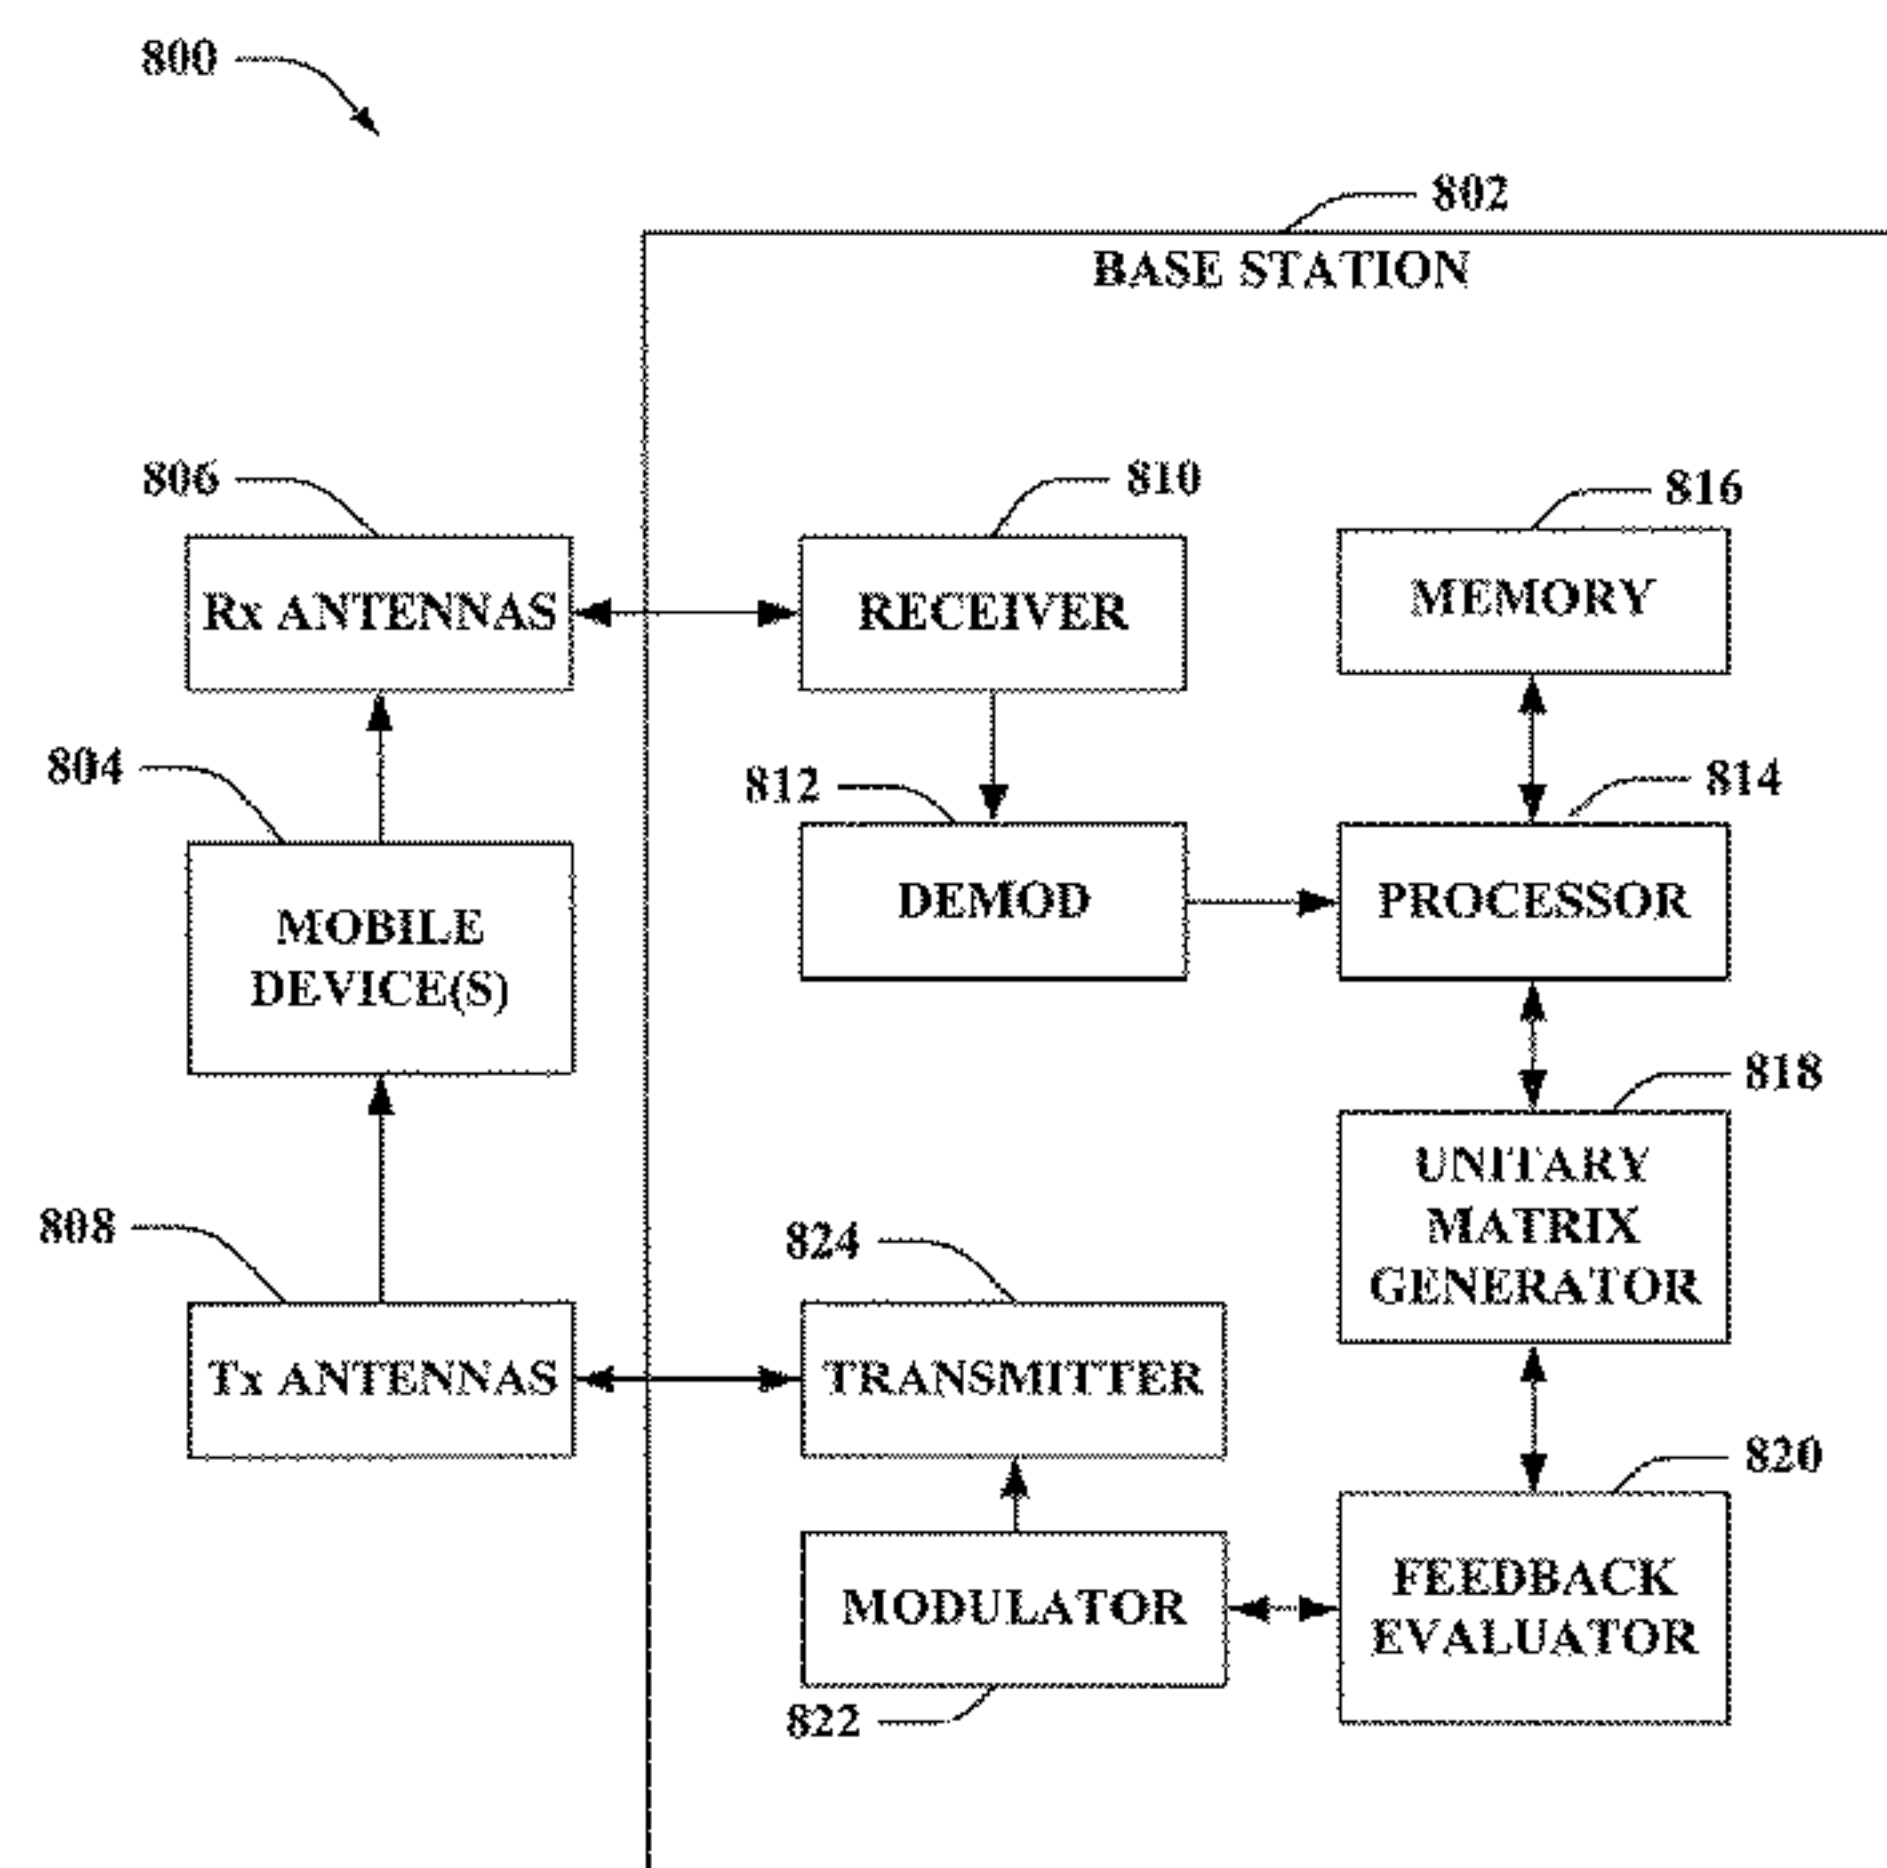 800
802
BASE STATION
806
810
816
Rx ANTENNAS
RECEIVER
MEMORY
804
812
814
MOBILE
DEVICE(S)
DEMOD
PROCESSOR
818
UNITARY
MATRIX
GENERATOR
808
824
Tx ANTENNAS
TRANSMITTER
820
MODULATOR
FEEDBACK
EVALUATOR
822